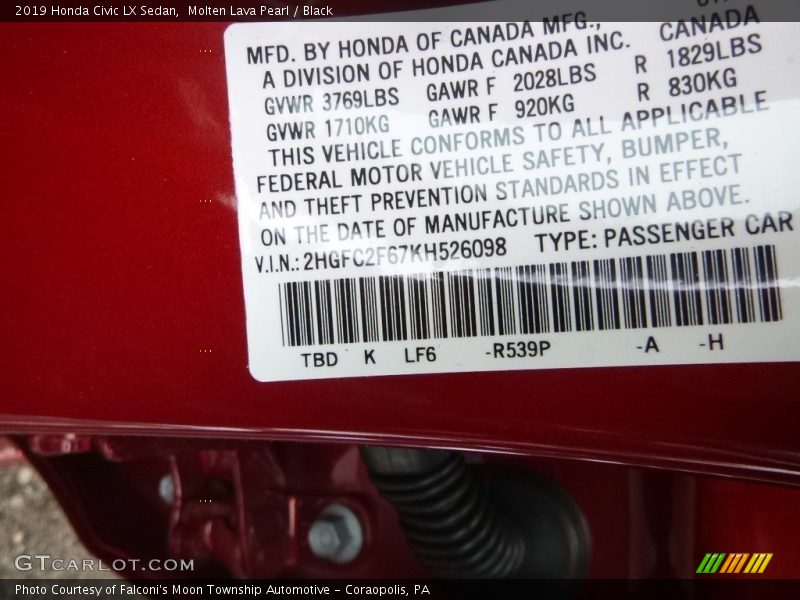 2019 Honda Civic LX Sedan,  Molten Lava Pearl / Black
MFD. BY HONDA OF CANADA MFG.,
A DIVISION OF HONDA CANADA INC. CANADA
GVWR 3769LBS GAWR F 2028LBS R 1829LBS
GVWR 1710KG GAWR F 920KG R 830KG
THIS VEHICLE CONFORMS TO ALL APPLICABLE
FEDERAL MOTOR VEHICLE SAFETY, BUMPER,
AND THEFT PREVENTION STANDARDS IN EFFECT
ON THE DATE OF MANUFACTURE SHOWN ABOVE.
V.I.N.: 2HGFC2F67KH526098 TYPE: PASSENGER CAR
TBD K LF6 -R539P -A -H
GTCARLOT.COM
Photo Courtesy of Falconi's Moon Township Automotive – Coraopolis, PA